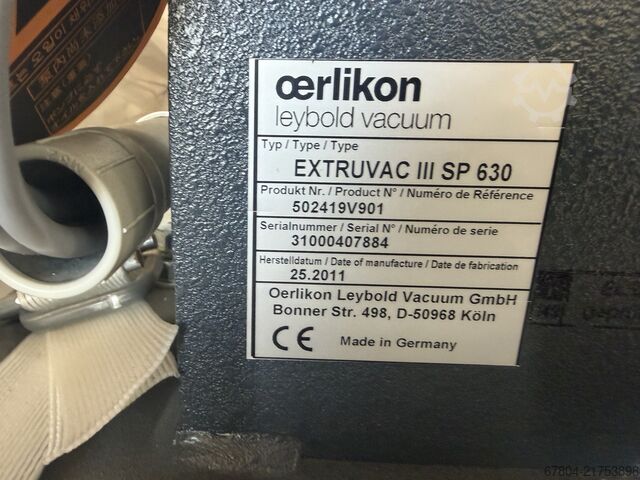 œrlikon
leybold vacuum
Typ / Type / Type
EXTRUVAC III SP 630
Produkt Nr. / Product N° / Numéro de Référence
502419V901
Serialnummer / Serial N° / Numéro de serie
31000407884
Herstelldatum / Date of manufacture / Date de fabrication
25.2011
Oerlikon Leybold Vacuum GmbH
Bonner Str. 498, D-50968 Köln
CE Made in Germany
67804-21753898